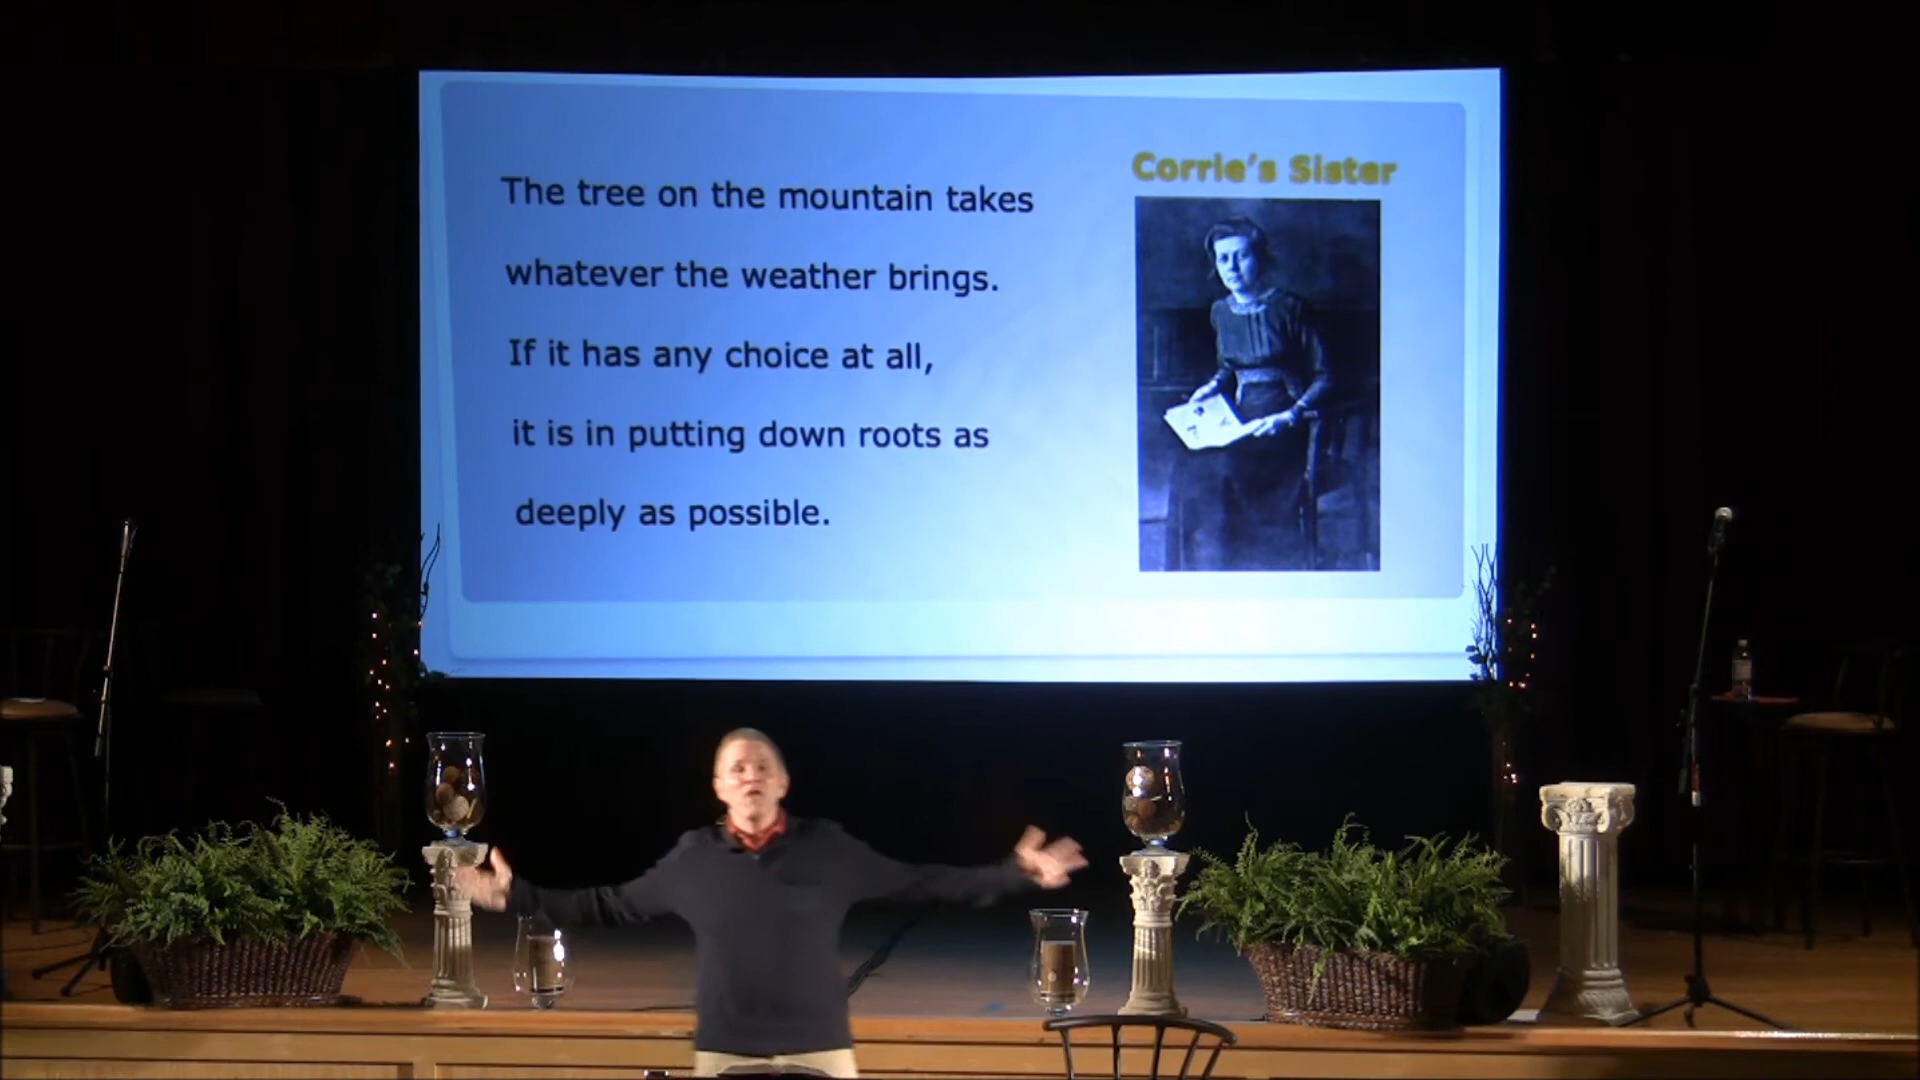 Corrie's Sister
The tree on the mountain takes
whatever the weather brings.
If it has any choice at all,
it is in putting down roots as
deeply as possible.